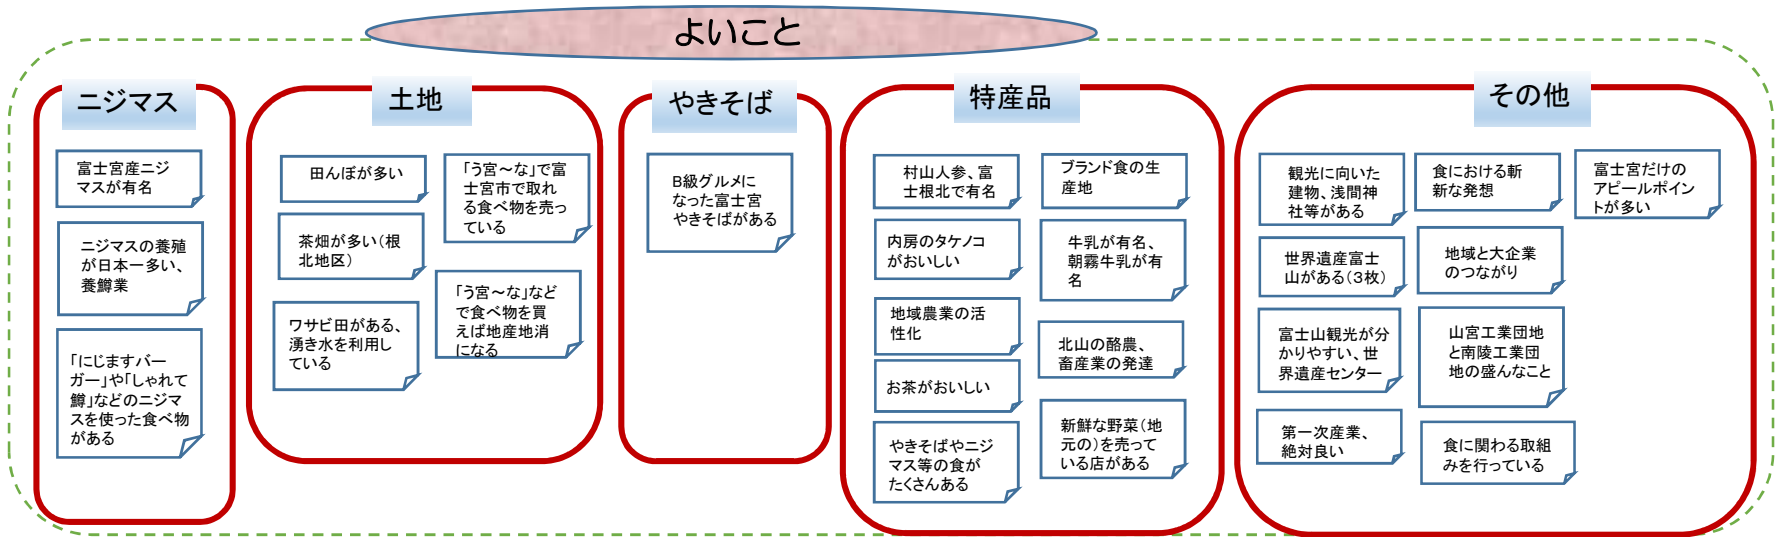 よいこと
ニジマス
富士宮産ニジ
マスが有名
ニジマスの養殖
が日本一多い、
養鱒業
「にじますバー
ガー」や「しゃれて
鱒」などのニジマ
スを使った食べ物
がある
土地
田んぼが多い
茶畑が多い（根
北地区）
ワサビ田がある、
湧き水を利用し
ている
「う宮～な」で富
士宮市で取れ
る食べ物を売っ
ている
「う宮～な」など
で食べ物を買
えば地産地消
になる
やきそば
B級グルメに
なった富士宮
やきそばがある
特産品
村山人参、富
士根北で有名
内房のタケノコ
がおいしい
地域農業の活
性化
お茶がおいしい
やきそばやニジ
マス等の食が
たくさんある
ブランド食の生
産地
牛乳が有名、
朝霧牛乳が有
名
北山の酪農、
畜産業の発達
新鮮な野菜（地
元の）を売って
いる店がある
その他
観光に向いた
建物、浅間神
社等がある
世界遺産富士
山がある（3枚）
富士山観光が分
かりやすい、世
界遺産センター
第一次産業、
絶対良い
食における斬
新な発想
地域と大企業
のつながり
山宮工業団地
と南陵工業団
地の盛んなこと
食に関わる取組
みを行っている
富士宮だけの
アピールポイン
トが多い